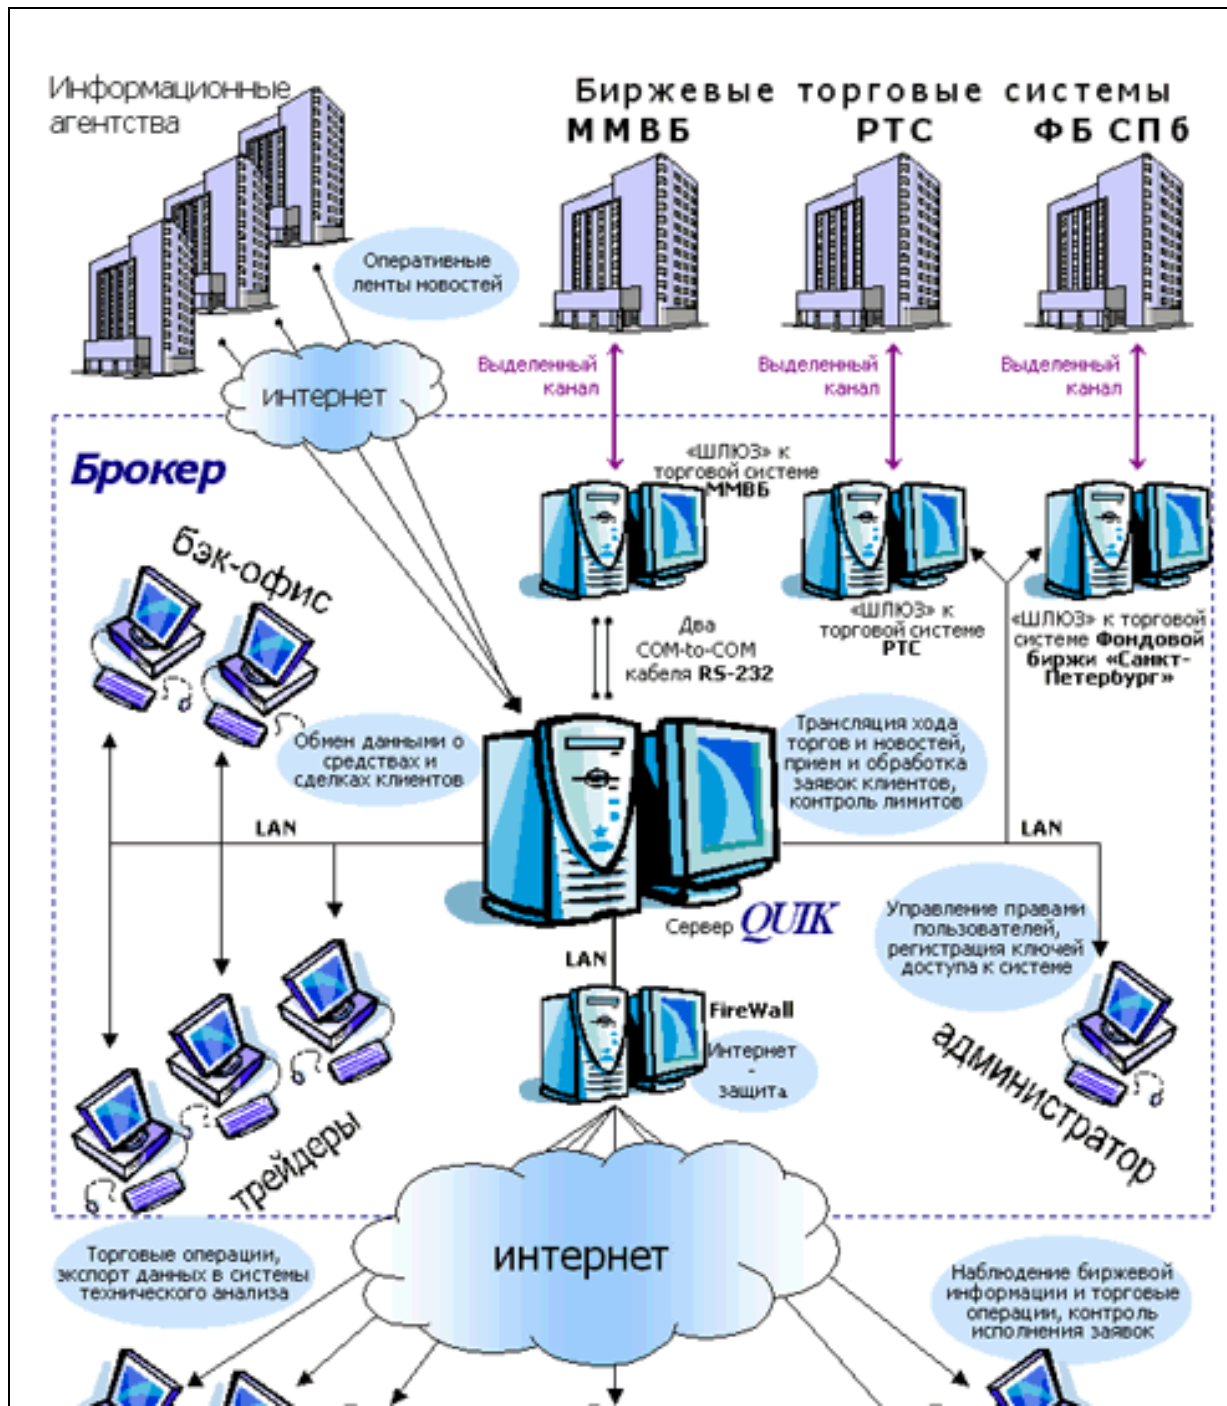 Информационные
агентства
Биржевые торговые системы
ММВБ
РТС
ФБ СПб
Оперативные
ленты новостей
интернет
Выделенный
канал
Выделенный
канал
Выделенный
канал
Брокер
«ШЛЮЗ» к
торговой системе
ММВБ
«ШЛЮЗ» к
торговой системе
РТС
«ШЛЮЗ» к торговой
системе Фондовой
биржи «Санкт-
Петербург»
бэк-офис
Два
COM-to-COM
кабеля RS-232
Обмен данными о
средствах и
сделках клиентов
Трансляция хода
торгов и новостей,
прием и обработка
заявок клиентов,
контроль лимитов
LAN
LAN
Сервер QUIK
Управление правами
пользователей,
регистрация ключей
доступа к системе
LAN
FireWall
Интернет
-
защита
администратор
трейдеры
интернет
Торговые операции,
экспорт данных в системы
технического анализа
Наблюдение биржевой
информации и торговые
операции, контроль
исполнения заявок